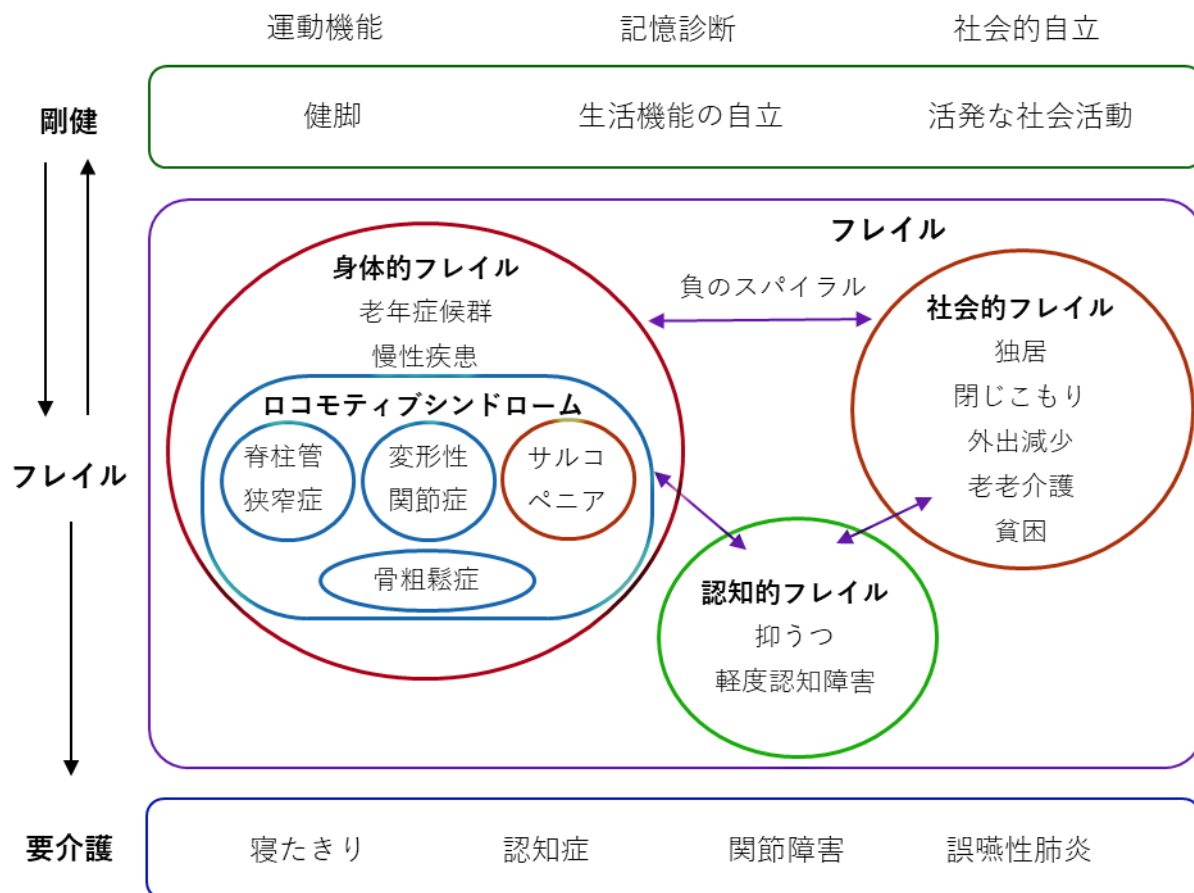 運動機能 記憶診断 社会的自立
剛健
健脚 生活機能の自立 活発な社会活動
フレイル
フレイル
身体的フレイル
老年症候群
慢性疾患
ロコモティブシンドローム
脊柱管
狭窄症
変形性
関節症
サルコ
ペニア
骨粗鬆症
負のスパイラル
社会的フレイル
独居
閉じこもり
外出減少
老老介護
貧困
認知的フレイル
抑うつ
軽度認知障害
要介護
寝たきり 認知症 関節障害 誤嚥性肺炎